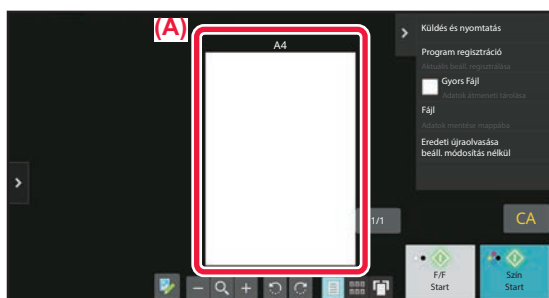 (A)
A4
Küldés és nyomtatás
Program regisztráció
Aktuális beáll. regisztrálása
Gyors Fájl
Adatok átmeneti tárolása
Fájl
Adatok mentése mappába
Eredeti újraolvasása
beáll. módosítás nélkül
1/1
CA
F/F
Start
Szín
Start